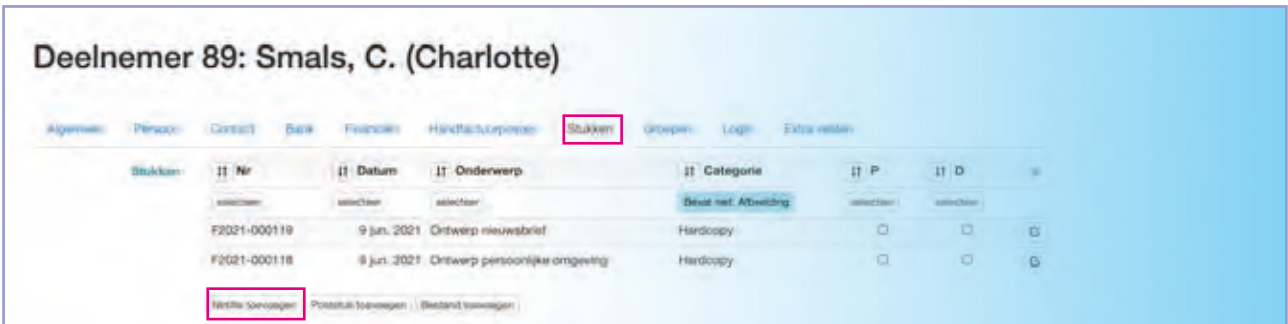 Deelnemer 89: Smals, C. (Charlotte)
Algemeen Persoon Contact Bank Financiën Handfactuurposten Stukken Groepen Login Extra velden
Stukken Nr Datum Onderwerp Categorie P D
selecteer selecteer selecteer Bevat niet: Afbeelding selecteer selecteer
F2021-000119 9 jun. 2021 Ontwerp nieuwsbrief Hardcopy
F2021-000118 9 jun. 2021 Ontwerp persoonlijke omgeving Hardcopy
Notitie toevoegen Poststuk toevoegen Bestand toevoegen